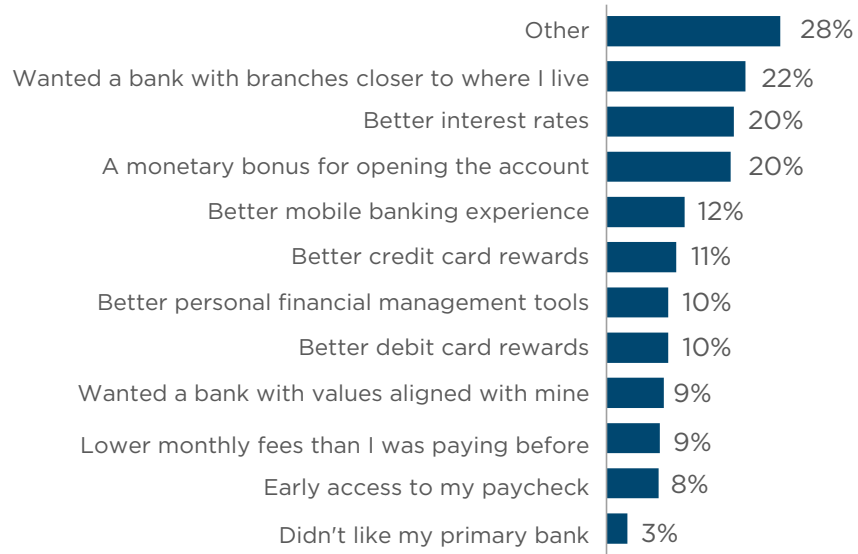 Other 28%
Wanted a bank with branches closer to where I live 22%
Better interest rates 20%
A monetary bonus for opening the account 20%
Better mobile banking experience 12%
Better credit card rewards 11%
Better personal financial management tools 10%
Better debit card rewards 10%
Wanted a bank with values aligned with mine 9%
Lower monthly fees than I was paying before 9%
Early access to my paycheck 8%
Didn't like my primary bank 3%